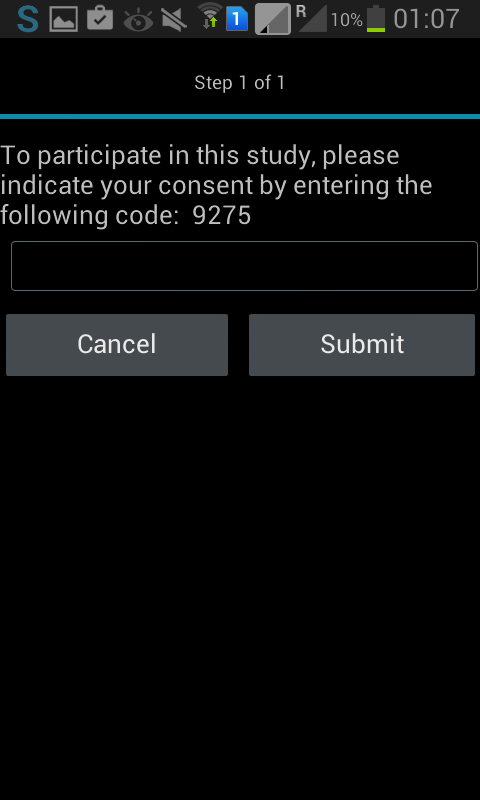 S 1 R 10% 01:07
Step 1 of 1
To participate in this study, please
indicate your consent by entering the
following code:  9275
Cancel Submit